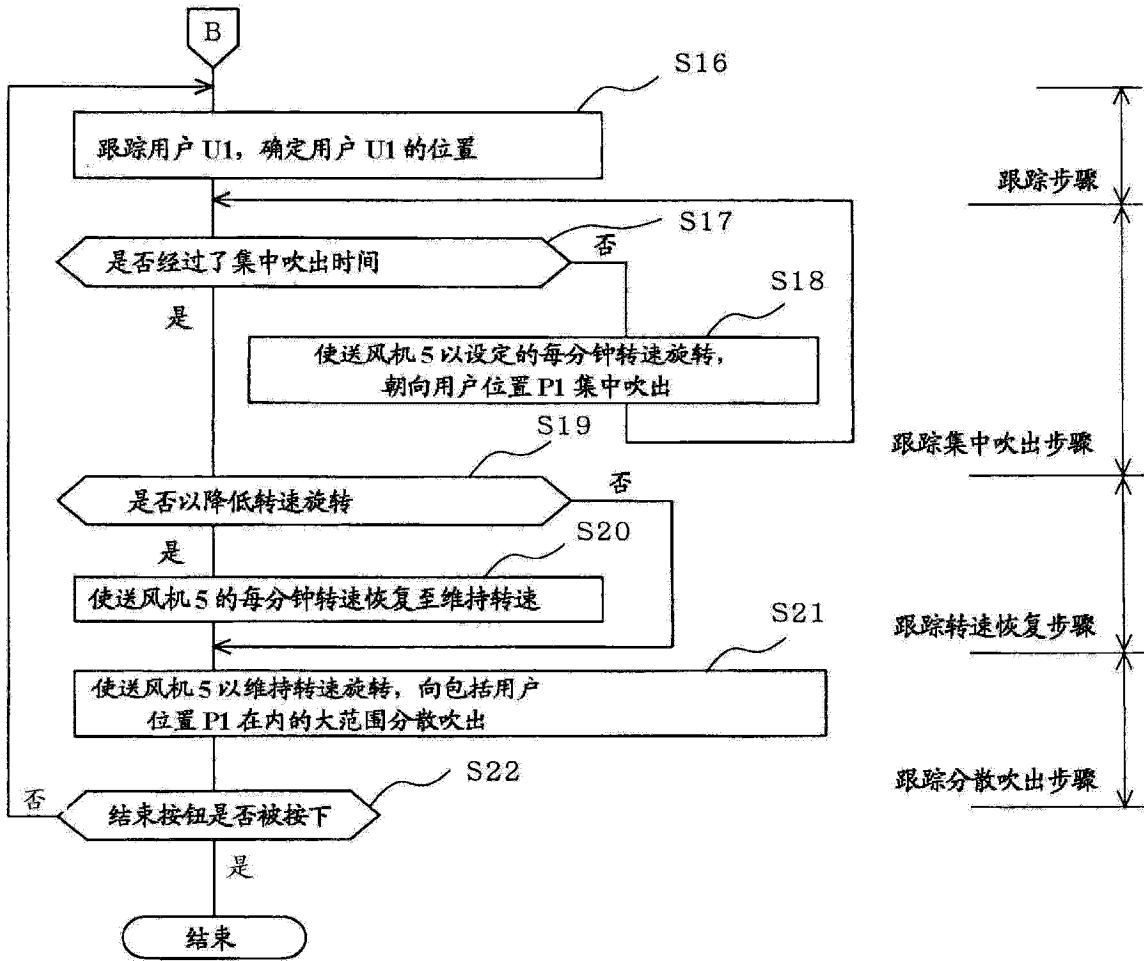 B
S16
跟踪用户 U1，确定用户 U1 的位置
跟踪步骤
S17
是否经过了集中吹出时间
否
是
S18
使送风机 5 以设定的每分钟转速旋转，
朝向用户位置 P1 集中吹出
跟踪集中吹出步骤
S19
是否以降低转速旋转
否
是
S20
使送风机 5 的每分钟转速恢复至维持转速
跟踪转速恢复步骤
S21
使送风机 5 以维持转速旋转，向包括用户
位置 P1 在内的大范围分散吹出
跟踪分散吹出步骤
S22
结束按钮是否被按下
否
是
结束